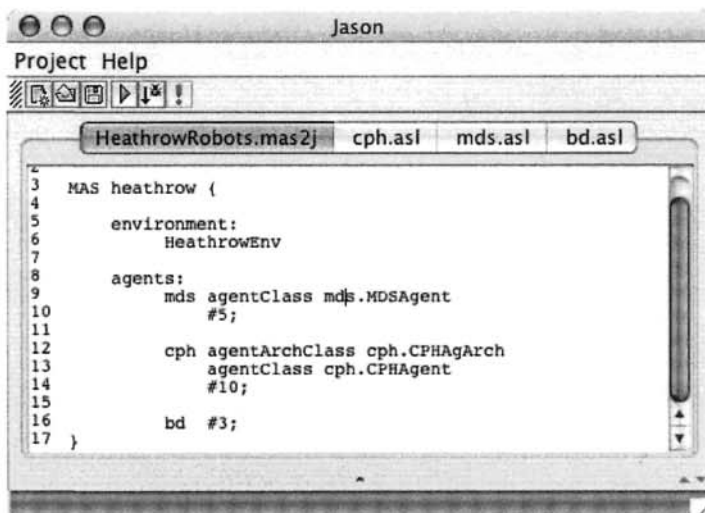 Jason
Project Help
HeathrowRobots.mas2j cph.asl mds.asl bd.asl
2
3 MAS heathrow {
4
5 environment:
6 HeathrowEnv
7
8 agents:
9 mds agentClass mds.MDSAgent
10 #5;
11
12 cph agentArchClass cph.CPHAgArch
13 agentClass cph.CPHAgent
14 #10;
15
16 bd #3;
17 }